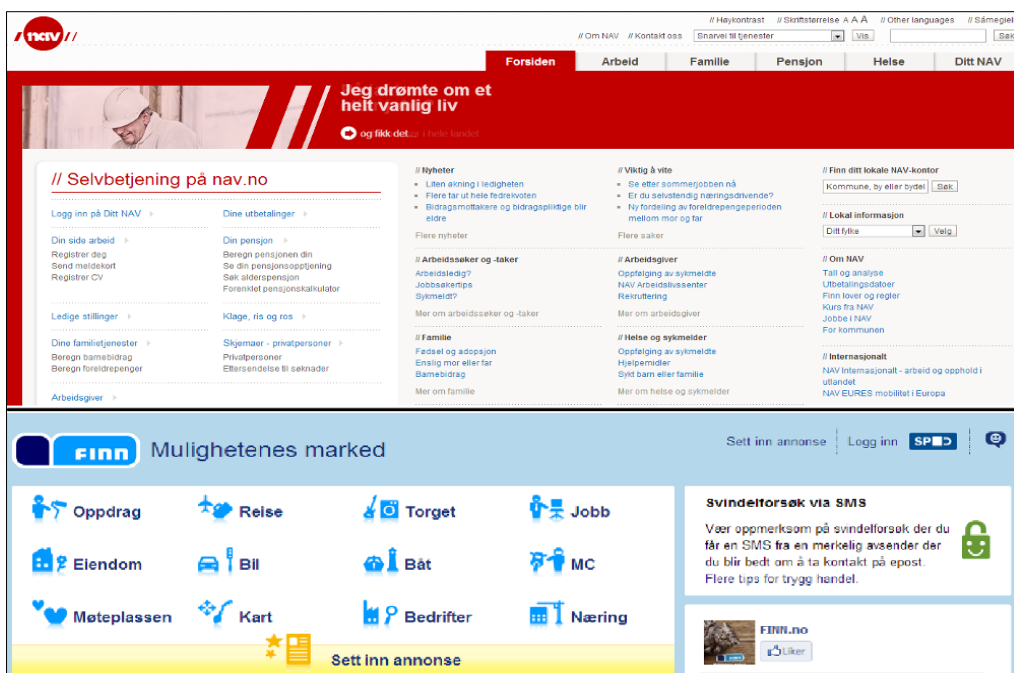 // Høykontrast // Skriftstørrelse A A A // Other languages // Sámegiel
nav
// Om NAV // Kontakt oss Snarvei til tjenester Vis Søk
Forsiden Arbeid Familie Pensjon Helse Ditt NAV
Jeg drømte om et
helt vanlig liv
og fikk det... i hele landet
// Selvbetjening på nav.no
Logg inn på Ditt NAV
Dine utbetalinger
Din side arbeid
Registrer deg
Send meldekort
Registrer CV
Din pensjon
Beregn pensjonen din
Se din pensjonsopptjening
Søk alderspensjon
Forenklet pensjonskalkulator
Ledige stillinger
Klage, ris og ros
Dine familietjenester
Beregn barnebidrag
Beregn foreldrepenger
Skjemaer - privatpersoner
Privatpersoner
Ettersendelse til søknader
Arbeidsgiver
// Nyheter
Liten økning i ledigheten
Flere tar ut hele fedrekvoten
Bidragsmottakere og bidragspliktige blir
eldre
Flere nyheter
// Viktig å vite
Se etter sommerjobben nå
Er du selvstendig næringsdrivende?
Ny fordeling av foreldrepengeperioden
mellom mor og far
Flere saker
// Finn ditt lokale NAV-kontor
Kommune, by eller bydel Søk
// Lokal informasjon
Ditt fylke Velg
// Arbeidssøker og -taker
Arbeidsledig?
Jobbsøkertips
Sykmeldt?
Mer om arbeidssøker og -taker
// Arbeidsgiver
Oppfølging av sykmeldte
NAV Arbeidslivssenter
Rekruttering
Mer om arbeidsgiver
// Om NAV
Tall og analyse
Utbetalingsdatoer
Finn lover og regler
Kurs fra NAV
Jobbe i NAV
For kommunen
// Familie
Fødsel og adopsjon
Enslig mor eller far
Barnebidrag
Mer om familie
// Helse og sykmelder
Oppfølging av sykmeldte
Hjelpemidler
Sykt barn eller familie
Mer om helse og sykmelder
// Internasjonalt
NAV Internasjonalt - arbeid og opphold i
utlandet
NAV EURES mobilitet i Europa
FINN Mulighetenes marked
Sett inn annonse Logg inn
Oppdrag Reise Torget Jobb
Eiendom Bil Båt MC
Møteplassen Kart Bedrifter Næring
Sett inn annonse
Svindelforsøk via SMS
Vær oppmerksom på svindelforsøk der du
får en SMS fra en merkelig avsender der
du blir bedt om å ta kontakt på epost.
Flere tips for trygg handel.
FINN.no
Liker